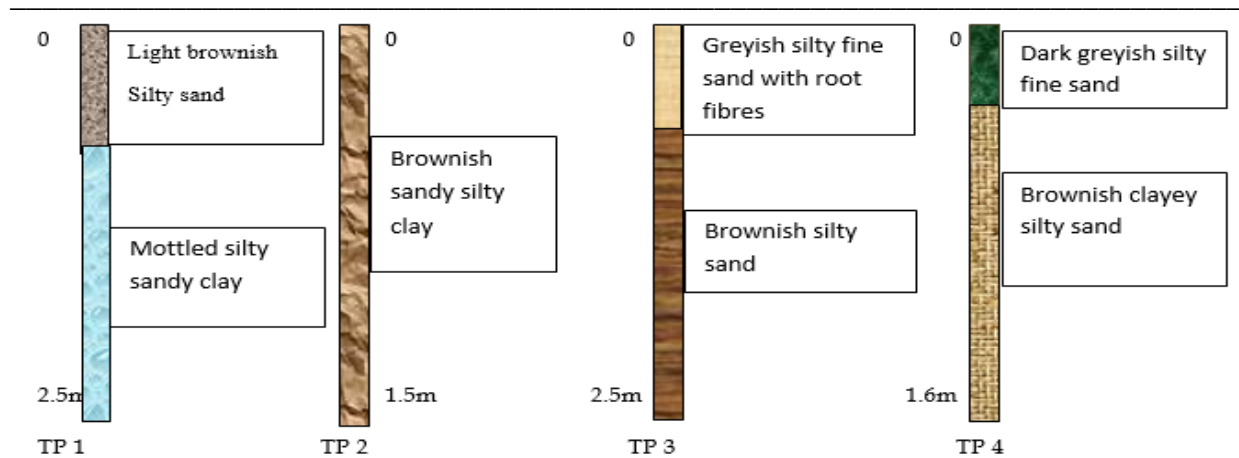 0
Light brownish
Silty sand
Mottled silty
sandy clay
2.5m
TP 1
0
Brownish
sandy silty
clay
1.5m
TP 2
0
Greyish silty fine
sand with root
fibres
Brownish silty
sand
2.5m
TP 3
0
Dark greyish silty
fine sand
Brownish clayey
silty sand
1.6m
TP 4